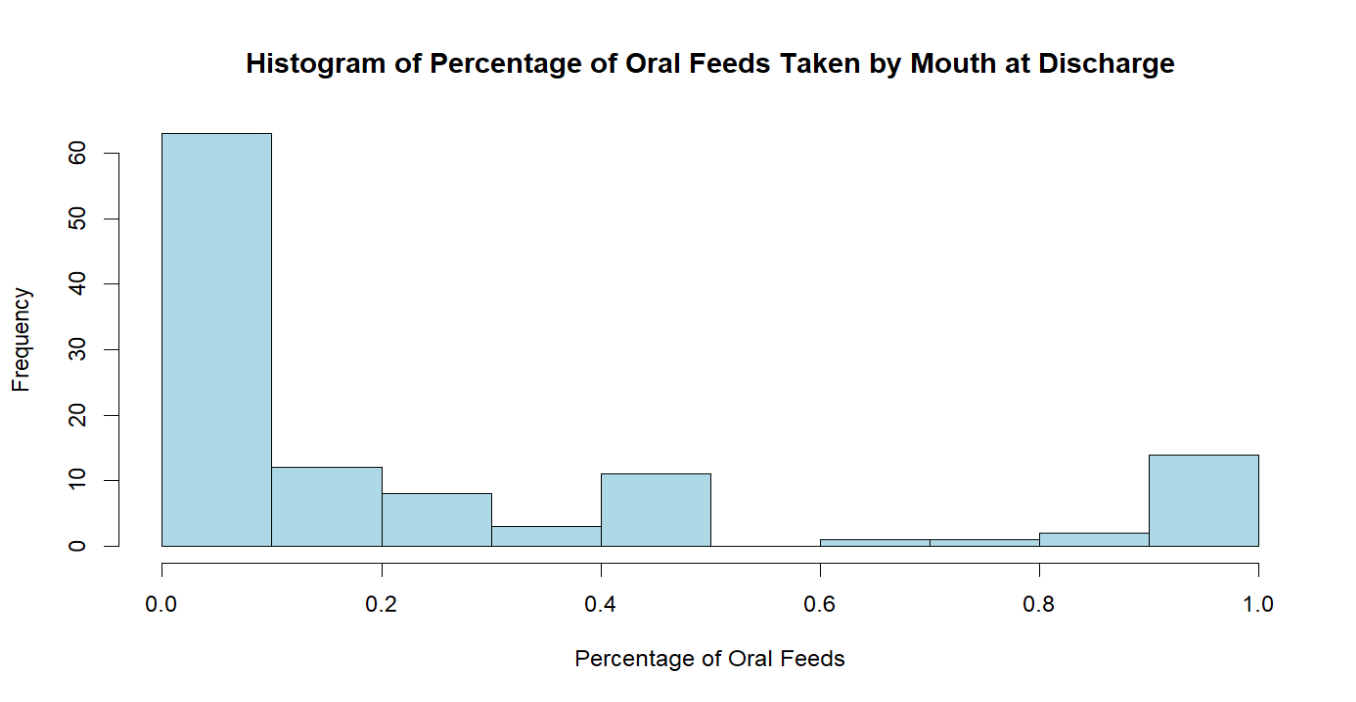 Histogram of Percentage of Oral Feeds Taken by Mouth at Discharge
Frequency
60
50
40
30
20
10
0
0.0 0.2 0.4 0.6 0.8 1.0
Percentage of Oral Feeds